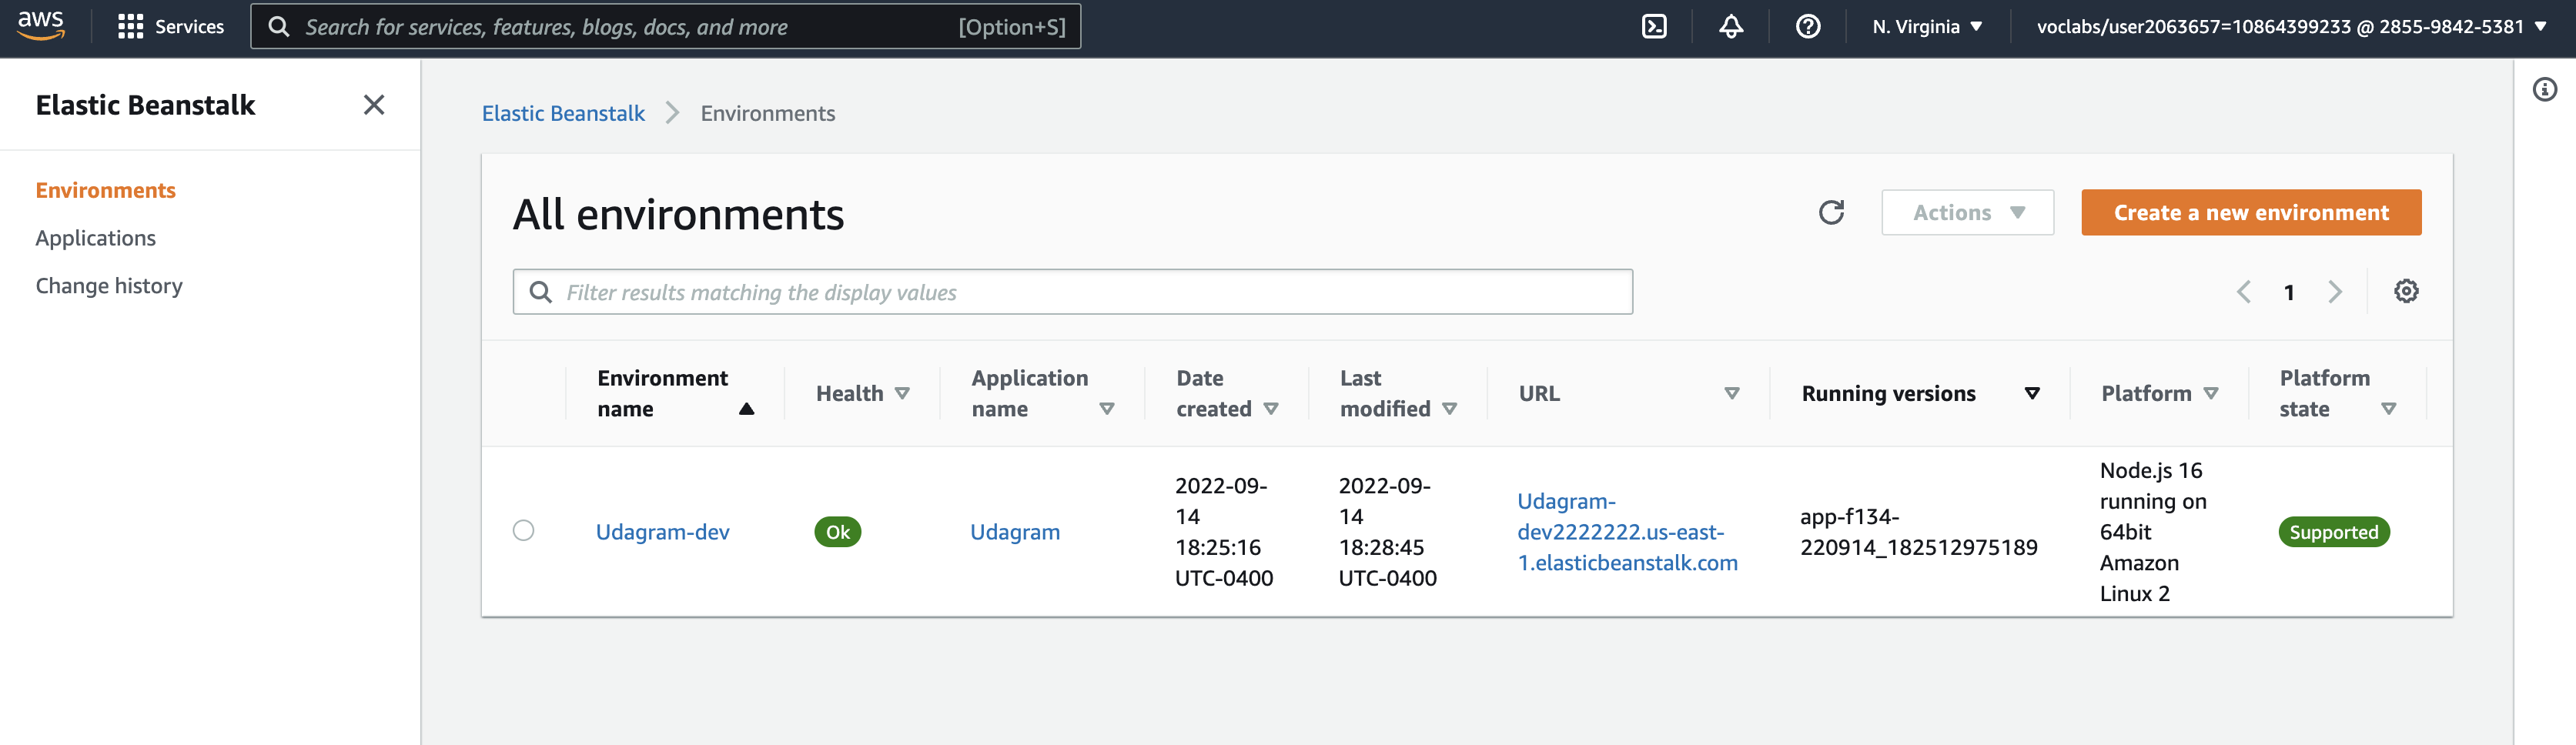 aws
Services
Search for services, features, blogs, docs, and more
[Option+S]
N. Virginia
voclabs/user2063657=10864399233 @ 2855-9842-5381
Elastic Beanstalk
Environments
Applications
Change history
Elastic Beanstalk
Environments
All environments
Actions
Create a new environment
Filter results matching the display values
1
Environment
name
Health
Application
name
Date
created
Last
modified
URL
Running versions
Platform
Platform
state
Udagram-dev
Ok
Udagram
2022-09-
14
18:25:16
UTC-0400
2022-09-
14
18:28:45
UTC-0400
Udagram-
dev2222222.us-east-
1.elasticbeanstalk.com
app-f134-
220914_182512975189
Node.js 16
running on
64bit
Amazon
Linux 2
Supported